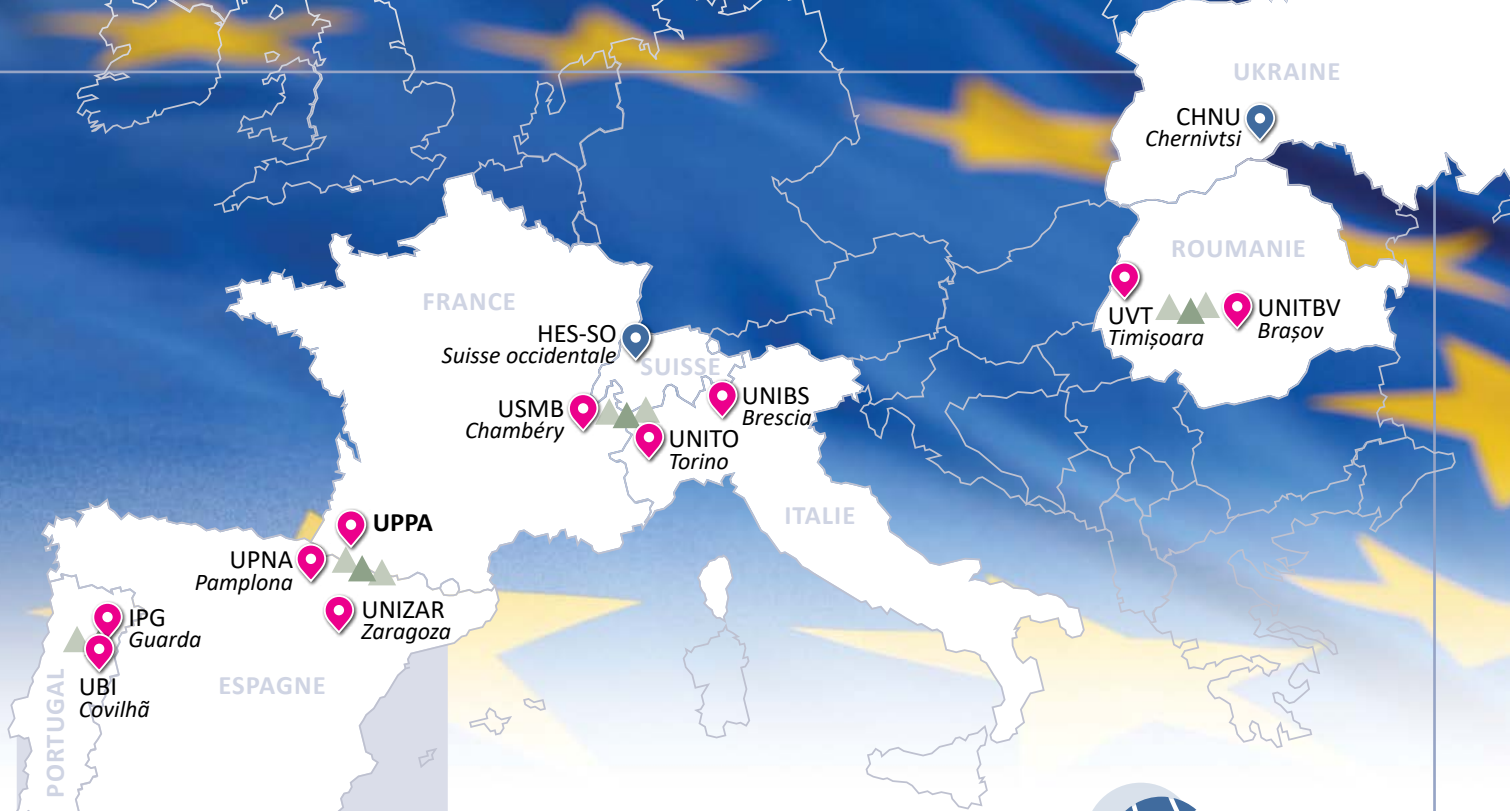 UKRAINE
CHNU
Chernivtsi
ROUMANIE
UVT
Timișoara
UNITBV
Brașov
FRANCE
HES-SO
Suisse occidentale
SUISSE
USMB
Chambéry
UNIBS
Brescia
UNITO
Torino
ITALIE
UPPA
UPNA
Pamplona
UNIZAR
Zaragoza
IPG
Guarda
UBI
Covilhã
ESPAGNE
PORTUGAL